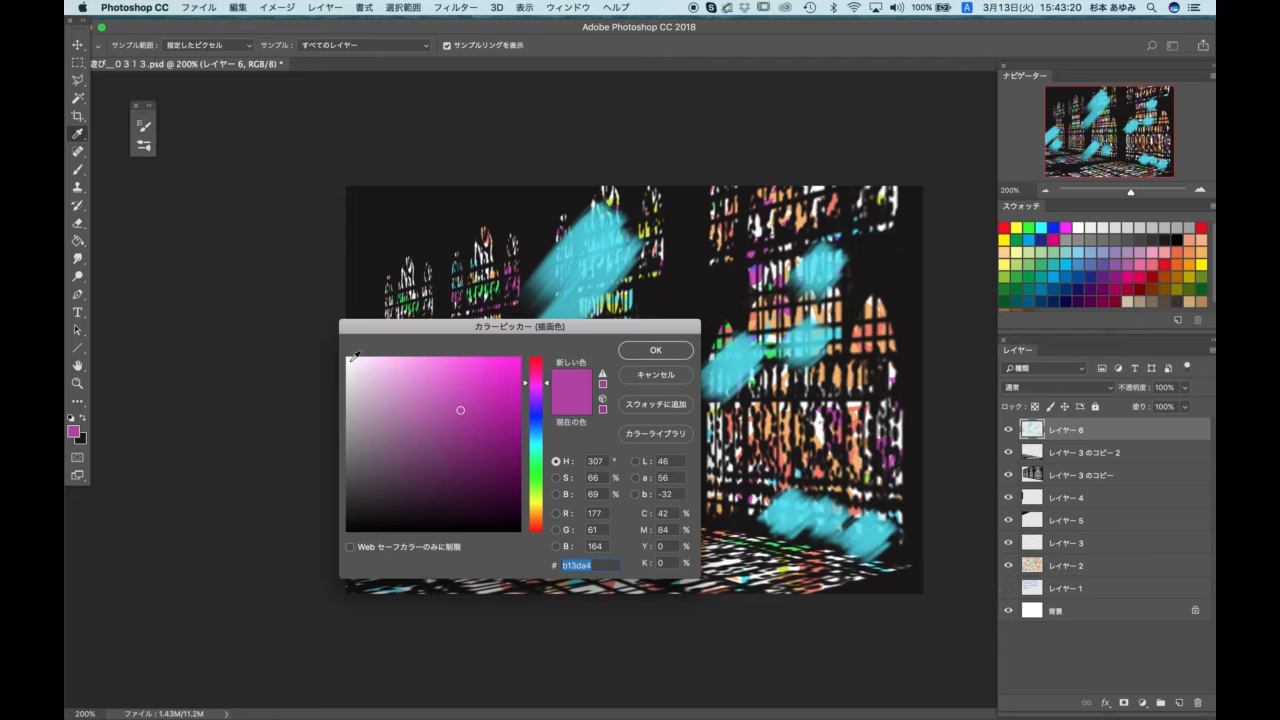 Photoshop CC ファイル 編集 イメージ レイヤー 書式 選択範囲 フィルター 3D 表示 ウィンドウ ヘルプ 100% A 3月13日(火) 15:43:20 杉本 あゆみ
Adobe Photoshop CC 2018
サンプル範囲： 指定したピクセル サンプル： すべてのレイヤー サンプルリングを表示
遊び__０３１３.psd @ 200% (レイヤー 6, RGB/8) *
ナビゲーター
200%
スウォッチ
カラーピッカー (描画色)
新しい色
現在の色
OK
キャンセル
スウォッチに追加
カラーライブラリ
H： 307 ° L： 46
S： 66 % a： 56
B： 69 % b： -32
R： 177 C： 42 %
G： 61 M： 84 %
B： 164 Y： 0 %
K： 0 %
# b13da4
Web セーフカラーのみに制限
レイヤー
種類
通常 不透明度： 100%
ロック： 塗り： 100%
レイヤー 6
レイヤー 3 のコピー 2
レイヤー 3 のコピー
レイヤー 4
レイヤー 5
レイヤー 3
レイヤー 2
レイヤー 1
背景
fx
200% ファイル：1.43M/11.2M